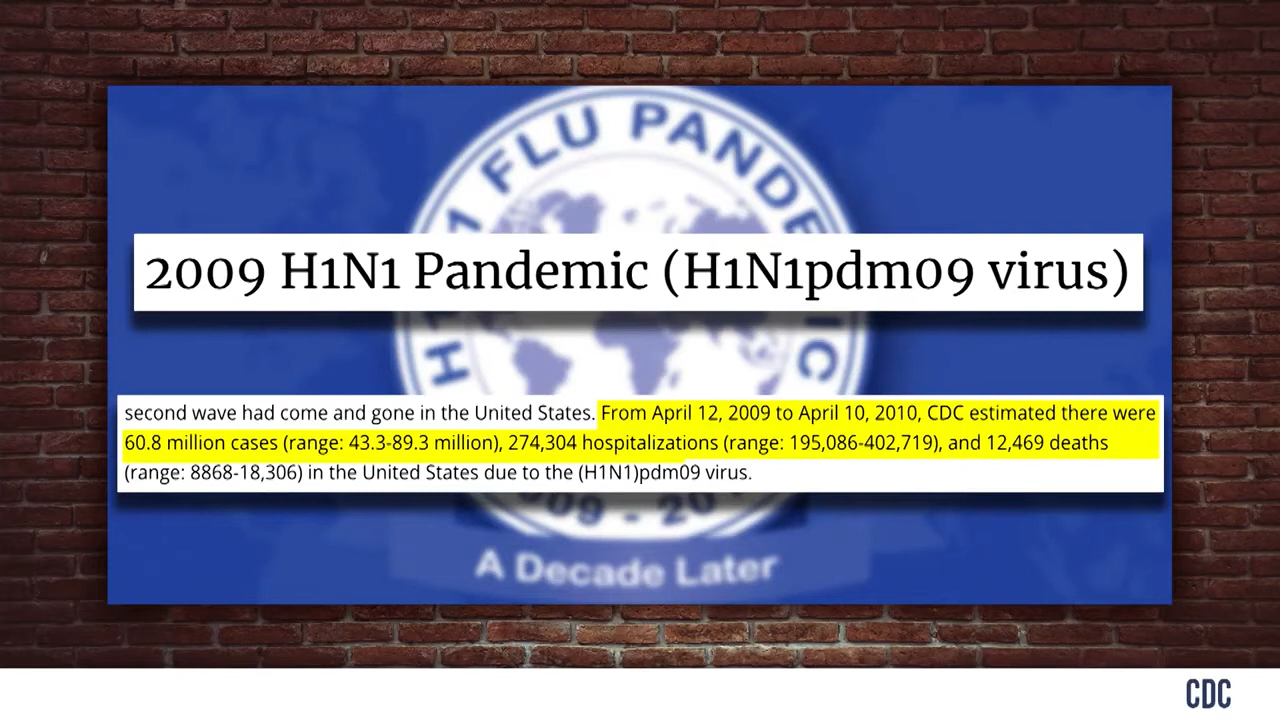 H1N1 FLU PANDEMIC
2009 H1N1 Pandemic (H1N1pdm09 virus)
second wave had come and gone in the United States. From April 12, 2009 to April 10, 2010, CDC estimated there were
60.8 million cases (range: 43.3-89.3 million), 274,304 hospitalizations (range: 195,086-402,719), and 12,469 deaths
(range: 8868-18,306) in the United States due to the (H1N1)pdm09 virus.
A Decade Later
CDC